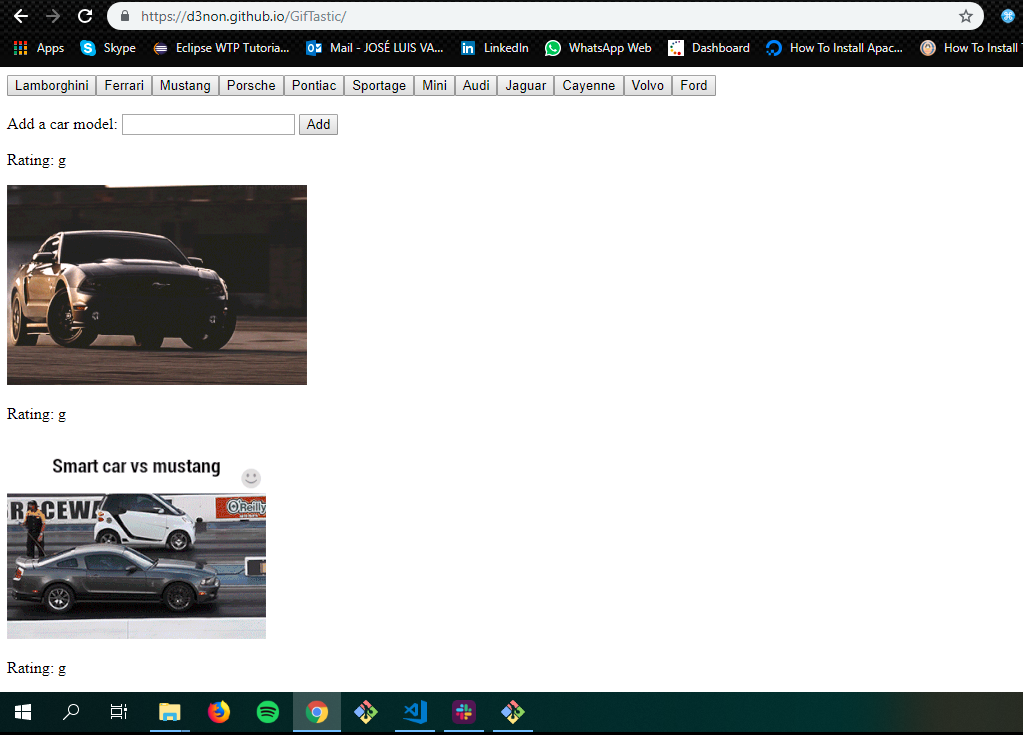 https://d3non.github.io/GifTastic/
Apps Skype Eclipse WTP Tutoria... Mail - JOSÉ LUIS VA... LinkedIn WhatsApp Web Dashboard How To Install Apac... How To Install T
Lamborghini Ferrari Mustang Porsche Pontiac Sportage Mini Audi Jaguar Cayenne Volvo Ford
Add a car model: Add
Rating: g
Rating: g
Smart car vs mustang
RACEWA
O'Reilly
Rating: g